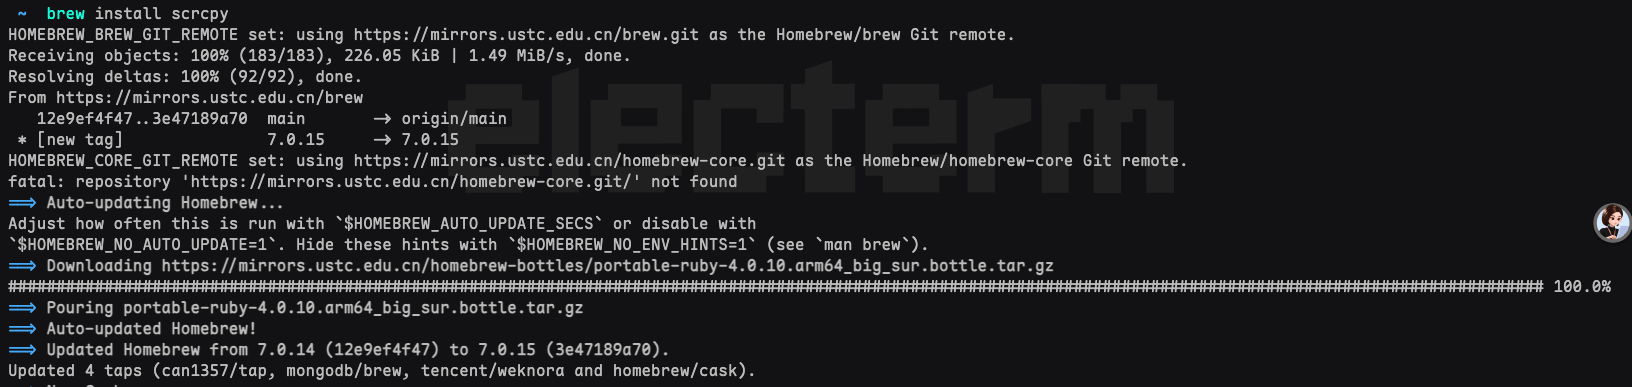 ~ brew install scrcpy
HOMEBREW_BREW_GIT_REMOTE set: using https://mirrors.ustc.edu.cn/brew.git as the Homebrew/brew Git remote.
Receiving objects: 100% (183/183), 226.05 KiB | 1.49 MiB/s, done.
Resolving deltas: 100% (92/92), done.
From https://mirrors.ustc.edu.cn/brew
   12e9ef4f47..3e47189a70  main       -> origin/main
 * [new tag]               7.0.15     -> 7.0.15
HOMEBREW_CORE_GIT_REMOTE set: using https://mirrors.ustc.edu.cn/homebrew-core.git as the Homebrew/homebrew-core Git remote.
fatal: repository 'https://mirrors.ustc.edu.cn/homebrew-core.git/' not found
==> Auto-updating Homebrew...
Adjust how often this is run with `$HOMEBREW_AUTO_UPDATE_SECS` or disable with
`$HOMEBREW_NO_AUTO_UPDATE=1`. Hide these hints with `$HOMEBREW_NO_ENV_HINTS=1` (see `man brew`).
==> Downloading https://mirrors.ustc.edu.cn/homebrew-bottles/portable-ruby-4.0.10.arm64_big_sur.bottle.tar.gz
################################################################################################################################################################ 100.0%
==> Pouring portable-ruby-4.0.10.arm64_big_sur.bottle.tar.gz
==> Auto-updated Homebrew!
==> Updated Homebrew from 7.0.14 (12e9ef4f47) to 7.0.15 (3e47189a70).
Updated 4 taps (can1357/tap, mongodb/brew, tencent/weknora and homebrew/cask).
electerm